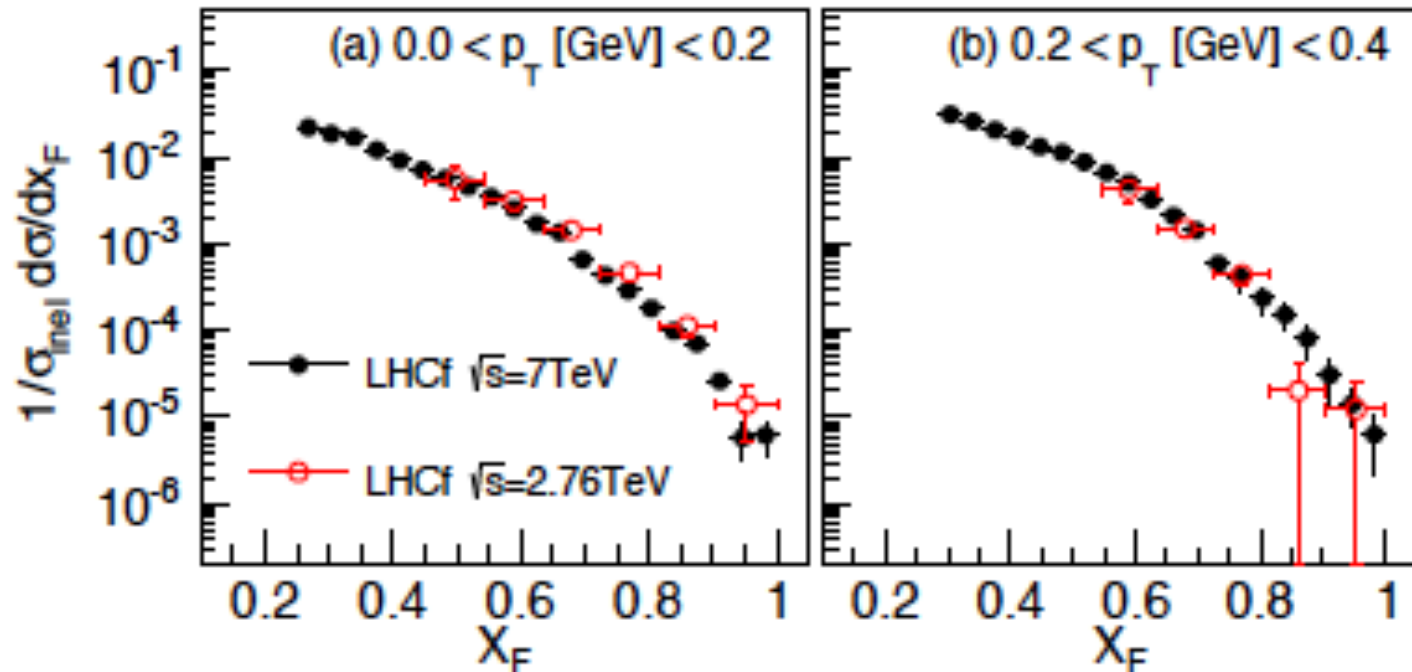 (a) 0.0 < p_T [GeV] < 0.2
(b) 0.2 < p_T [GeV] < 0.4
1/σ_inel dσ/dx_F
10^-1
10^-2
10^-3
10^-4
10^-5
10^-6
LHCf √s=7TeV
LHCf √s=2.76TeV
0.2 0.4 0.6 0.8 1
0.2 0.4 0.6 0.8 1
X_F
X_F